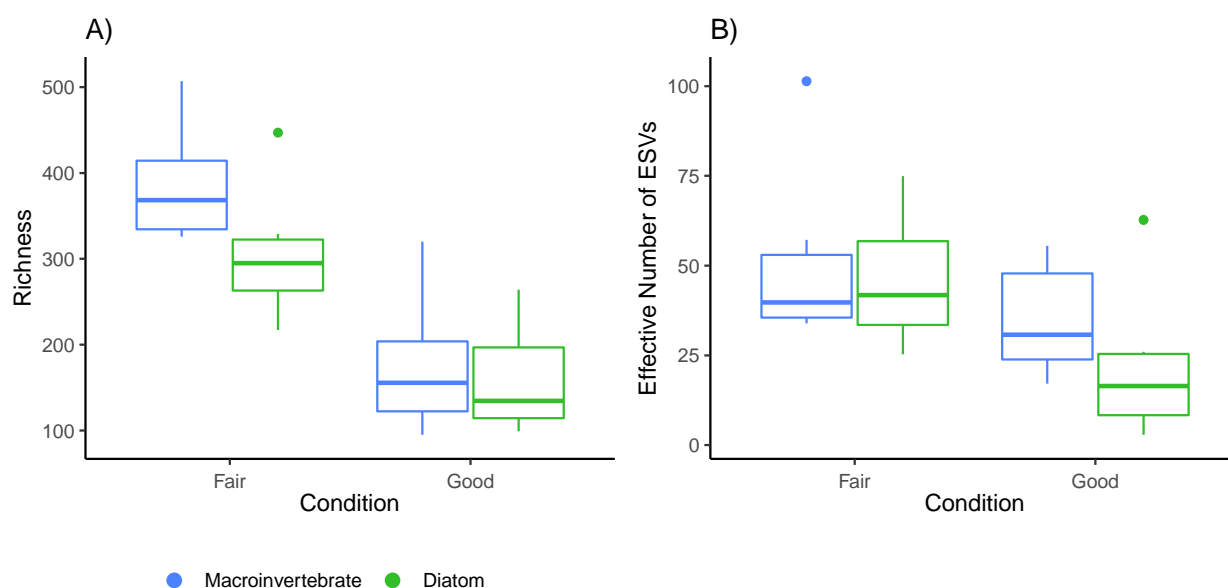 A)
Richness
500
400
300
200
100
Fair
Good
Condition
B)
Effective Number of ESVs
100
75
50
25
0
Fair
Good
Condition
Macroinvertebrate
Diatom